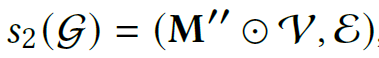 s₂(𝒢) = (𝐌′′ ⊙ 𝒱, ℰ),